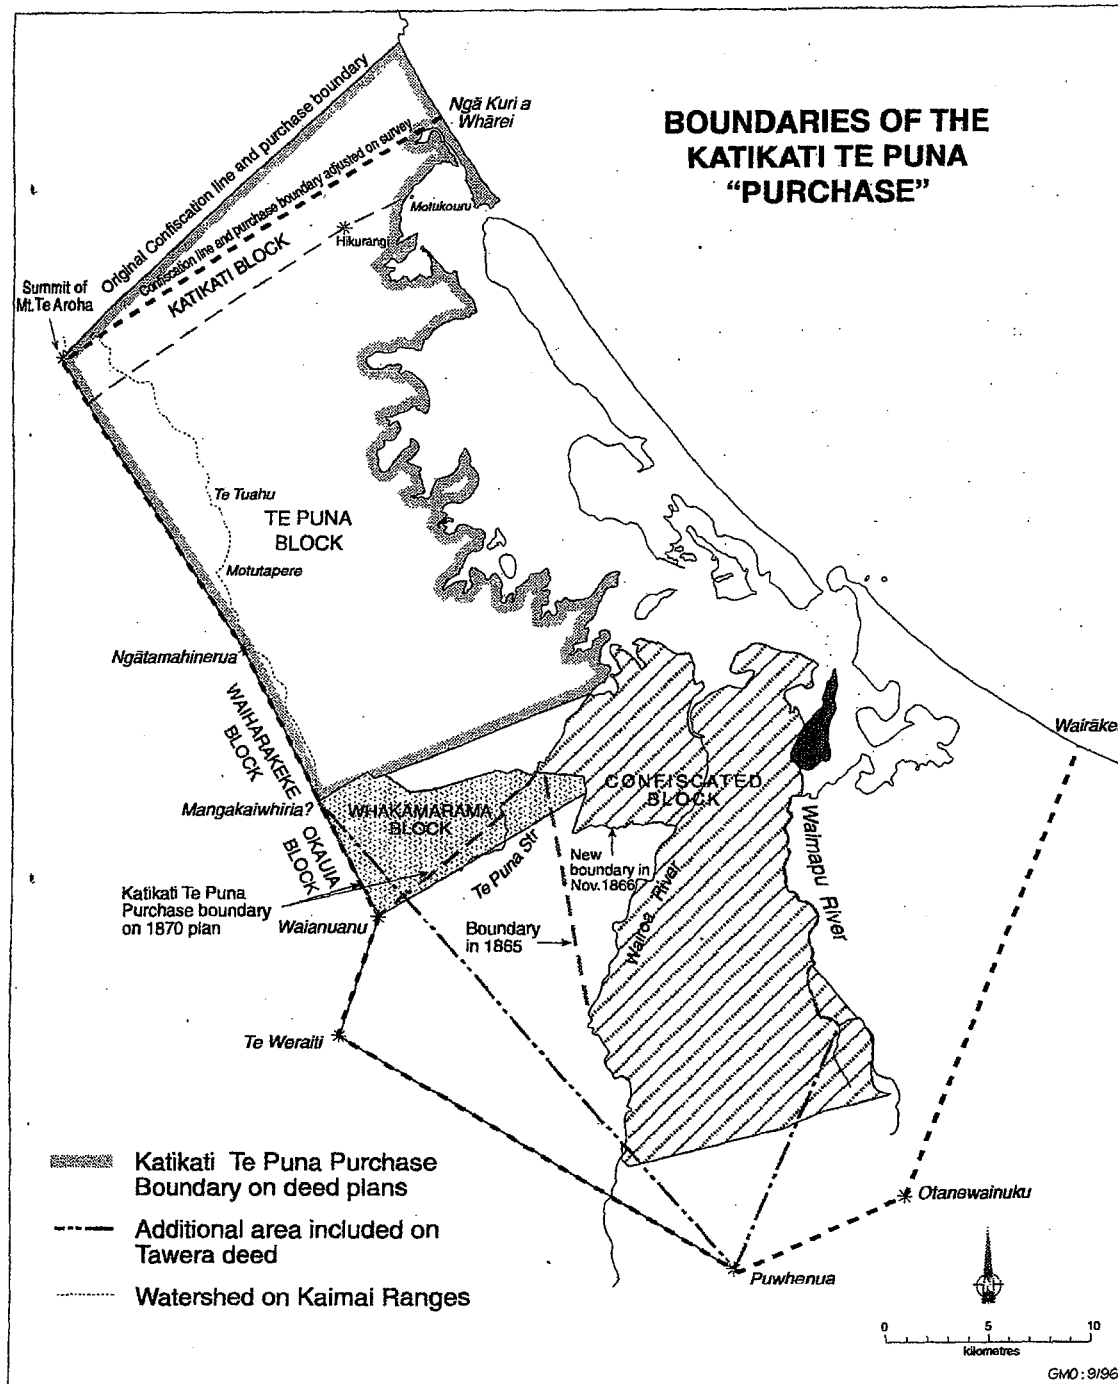 BOUNDARIES OF THE
KATIKATI TE PUNA
“PURCHASE”
Original Confiscation line and purchase boundary
Confiscation line and purchase boundary adjusted on survey
KATIKATI BLOCK
Ngā Kuri a
Whārei
Motukouru
Hikurangi
Summit of
Mt. Te Aroha
Te Tuahu
TE PUNA
BLOCK
Motutapere
Ngātamahinerua
WAIHARAKEKE
BLOCK
Mangakaiwhiria?
OKAUIA
BLOCK
WHAKAMARAMA
BLOCK
CONFISCATED
BLOCK
Te Puna Str
Katikati Te Puna
Purchase boundary
on 1870 plan
Waianuanu
New
boundary in
Nov. 1866
Boundary
in 1865
Wairoa River
Waimapu River
Wairāke
Te Weraiti
Otanewainuku
Puwhenua
Katikati Te Puna Purchase
Boundary on deed plans
Additional area included on
Tawera deed
Watershed on Kaimai Ranges
0 5 10
kilometres
GMO : 9/96